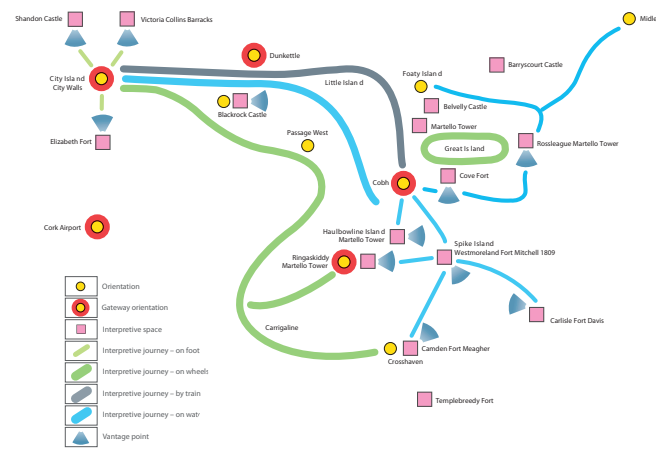 Shandon Castle
Victoria Collins Barracks
Dunkettle
City Island
City Walls
Little Island
Foaty Island
Barryscourt Castle
Blackrock Castle
Belvelly Castle
Passage West
Martello Tower
Great Island
Rossleague Martello Tower
Elizabeth Fort
Cobh
Cove Fort
Cork Airport
Haulbowline Island
Martello Tower
Ringaskiddy
Martello Tower
Spike Island
Westmoreland Fort Mitchell 1809
Carlisle Fort Davis
Carrigaline
Camden Fort Meagher
Crosshaven
Templebreedy Fort
Orientation
Gateway orientation
Interpretive space
Interpretive journey – on foot
Interpretive journey – on wheels
Interpretive journey – by train
Interpretive journey – on wat
Vantage point